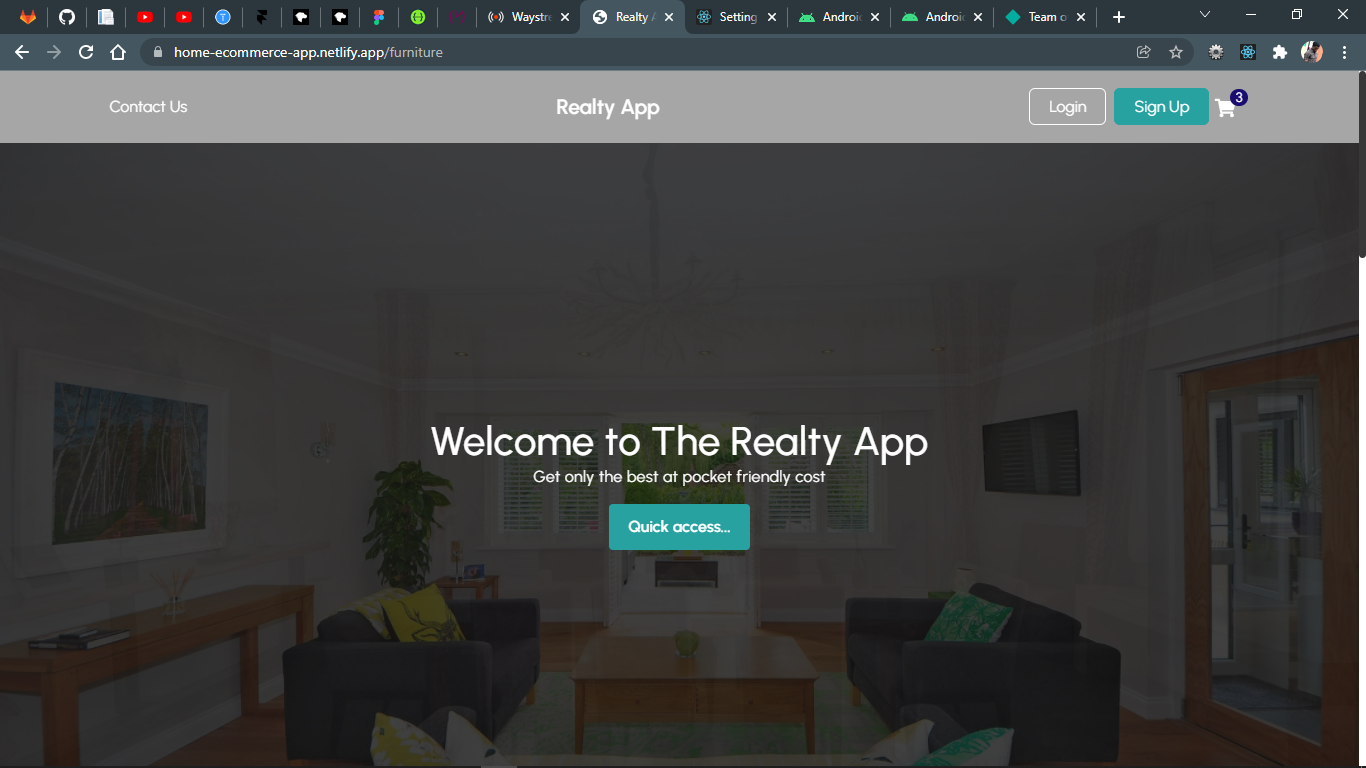 Waystre
Realty A
Setting
Androi
Androi
Team o
home-ecommerce-app.netlify.app/furniture
Contact Us
Realty App
Login
Sign Up
3
Welcome to The Realty App
Get only the best at pocket friendly cost
Quick access...